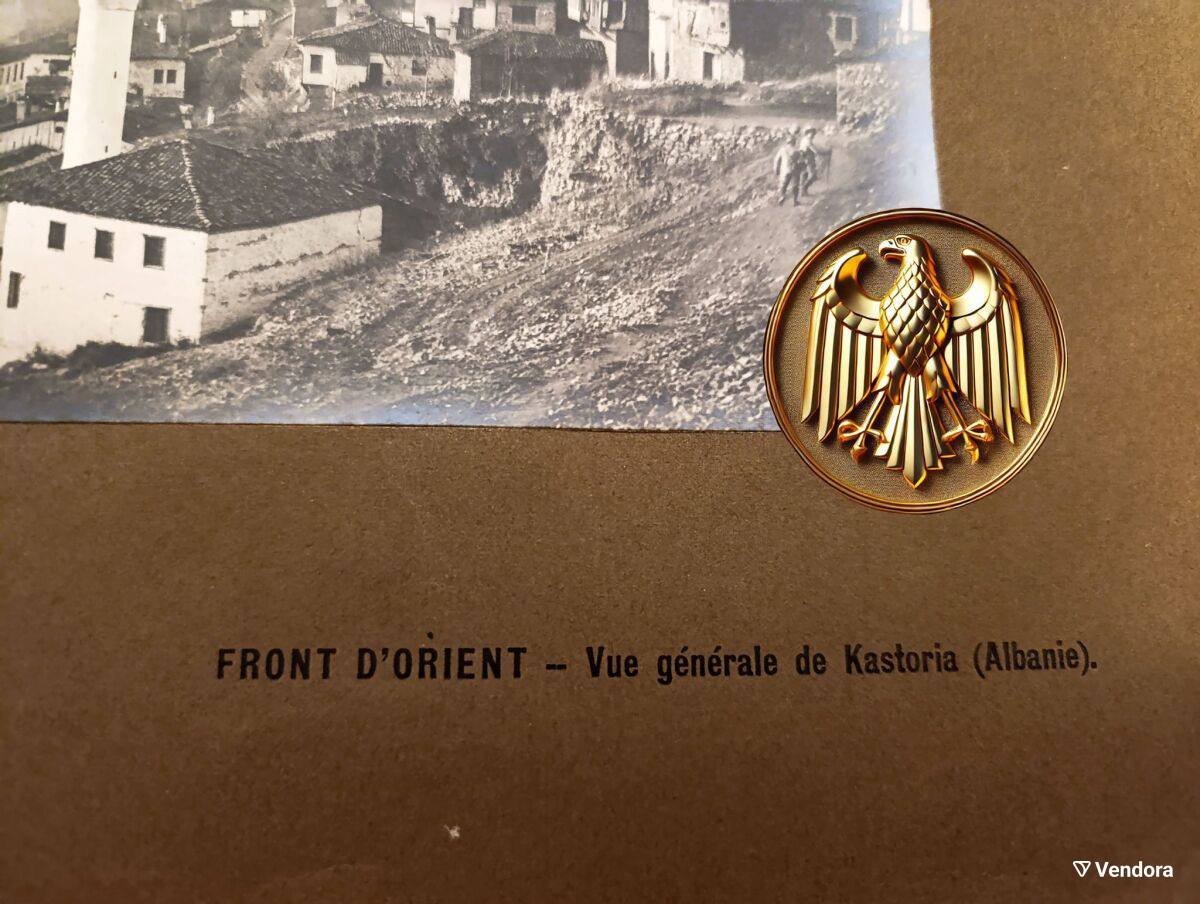 FRONT D'ORIENT – Vue générale de Kastoria (Albanie).
Vendora